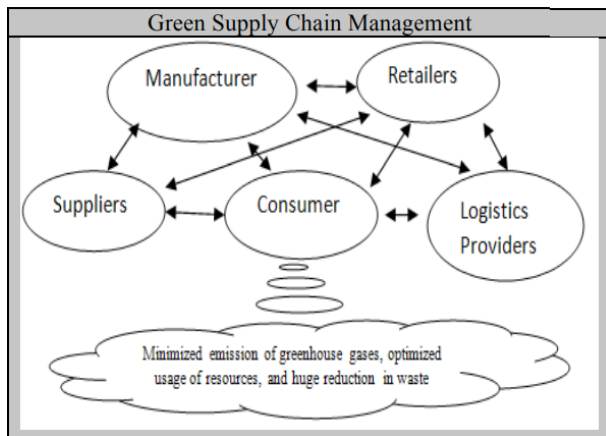 Green Supply Chain Management
Manufacturer
Retailers
Suppliers
Consumer
Logistics
Providers
Minimized emission of greenhouse gases, optimized
usage of resources, and huge reduction in waste